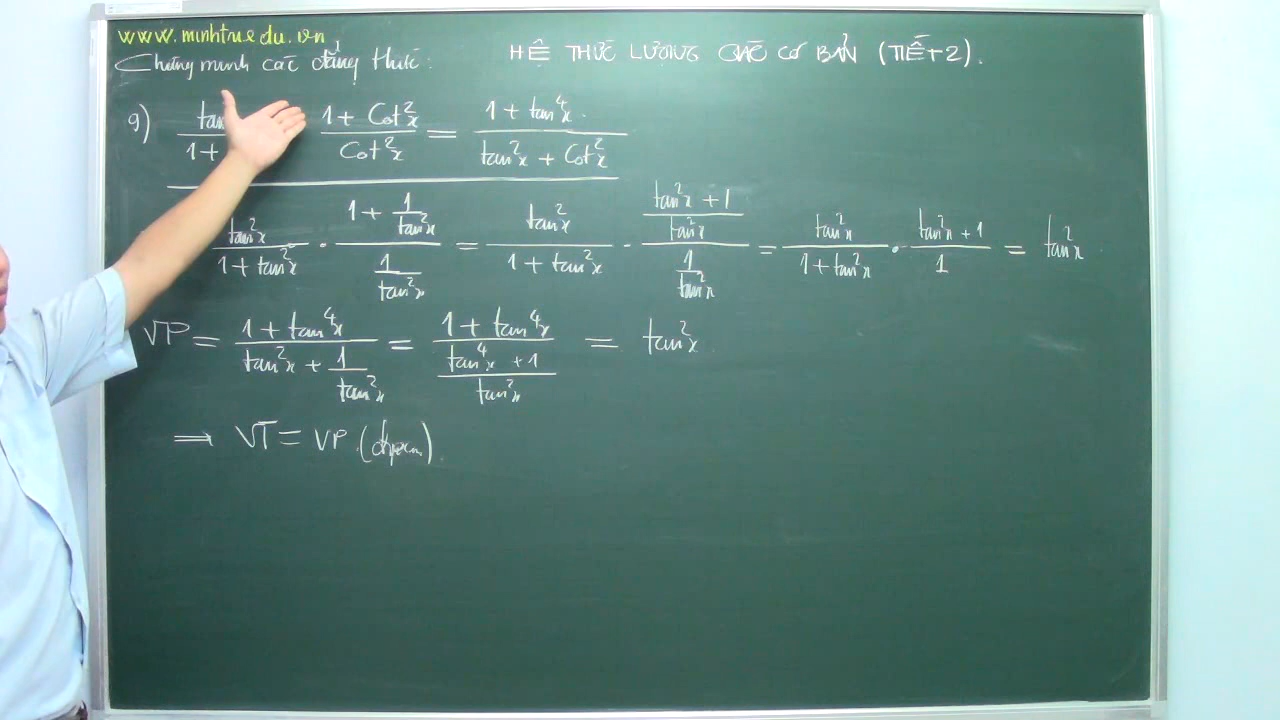 www.minhtue.edu.vn
Chứng minh các đẳng thức:
HỆ THỨC LƯỢNG GIÁC CƠ BẢN (TIẾT 2).
9) tan / 1+ (1 + Cot²x)/(Cot²x) = (1 + tan⁴x)/(tan²x + Cot²x)
(tan²x)/(1 + tan²x) · (1 + 1/(tan²x))/(1/(tan²x)) = (tan²x)/(1 + tan²x) · ((tan²x + 1)/(tan²x))/(1/(tan²x)) = (tan²x)/(1 + tan²x) · (tan²x + 1)/1 = tan²x
VP = (1 + tan⁴x)/(tan²x + 1/(tan²x)) = (1 + tan⁴x)/((tan⁴x + 1)/(tan²x)) = tan²x
⇒ VT = VP (đpcm).